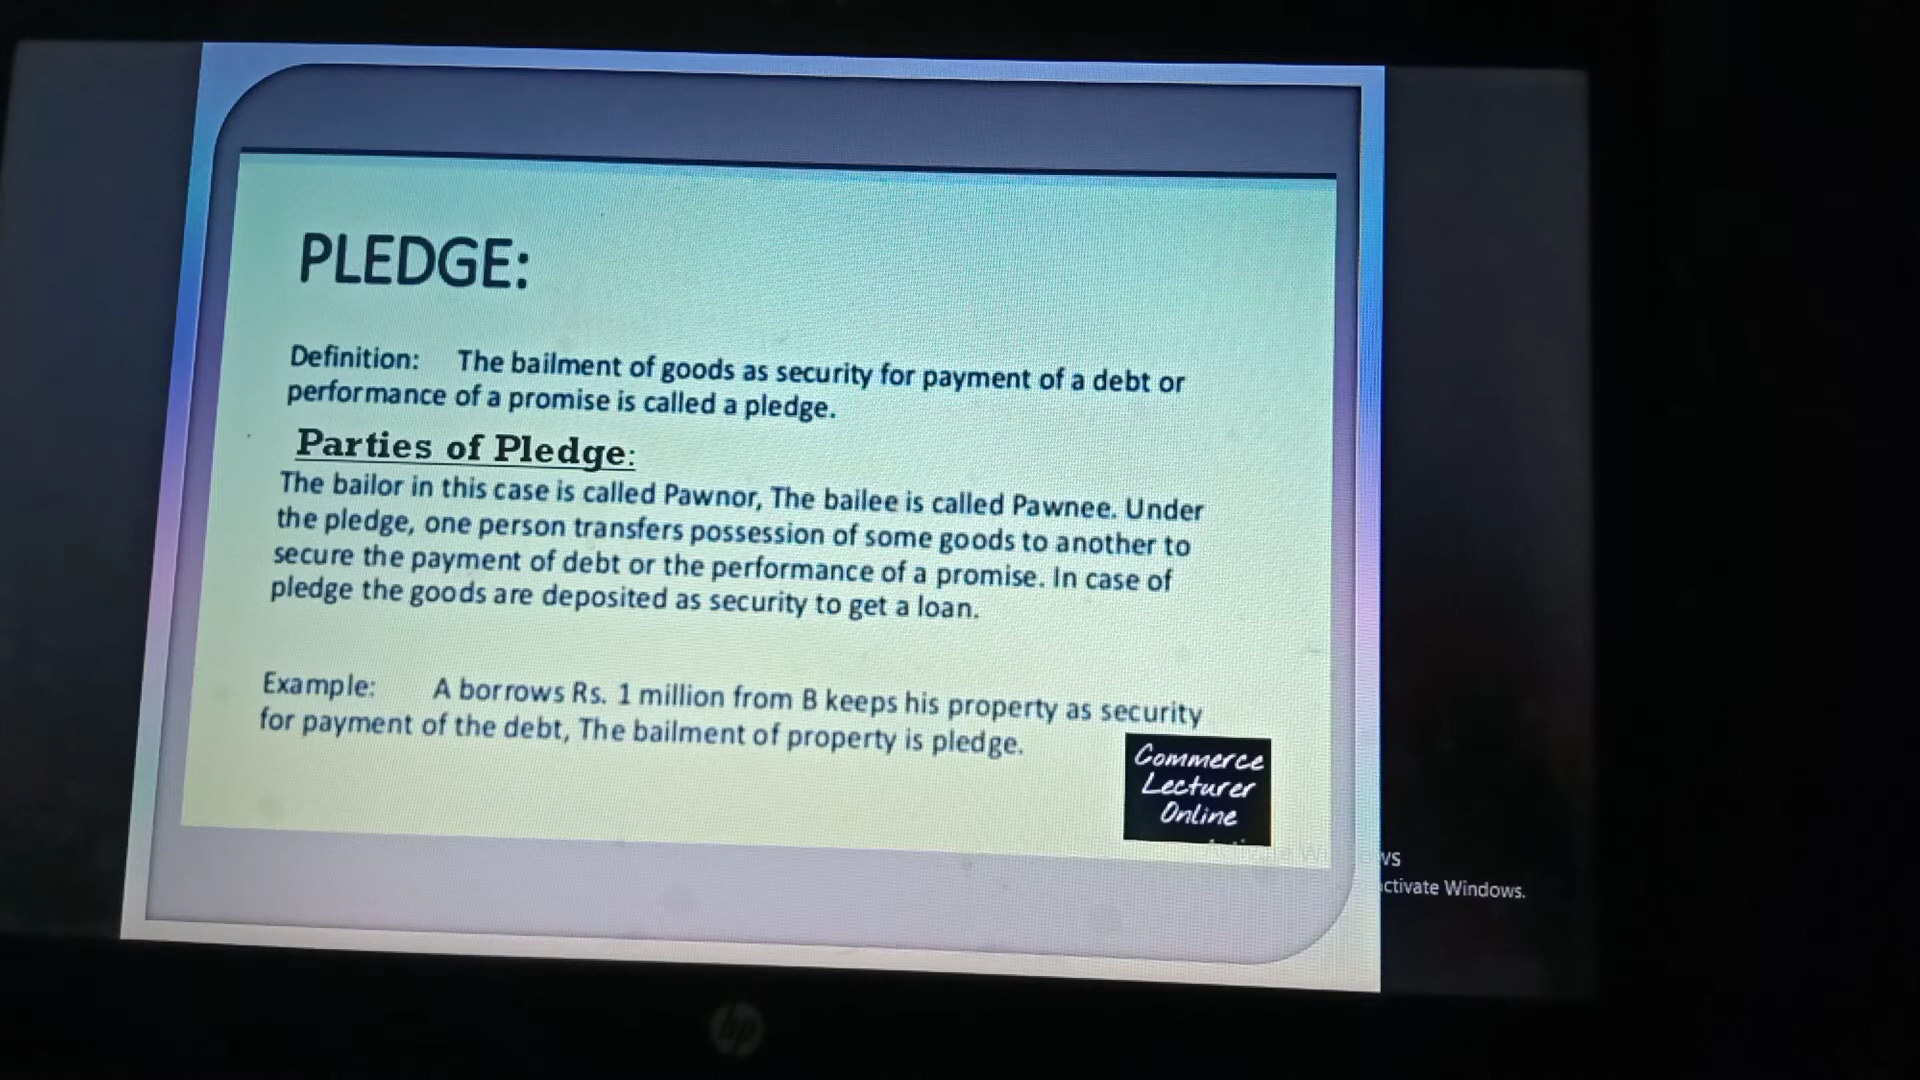 PLEDGE:
Definition: The bailment of goods as security for payment of a debt or
performance of a promise is called a pledge.
Parties of Pledge:
The bailor in this case is called Pawnor, The bailee is called Pawnee. Under
the pledge, one person transfers possession of some goods to another to
secure the payment of debt or the performance of a promise. In case of
pledge the goods are deposited as security to get a loan.
Example: A borrows Rs. 1 million from B keeps his property as security
for payment of the debt, The bailment of property is pledge.
Commerce
Lecturer
Online
ctivate Windows.
hp